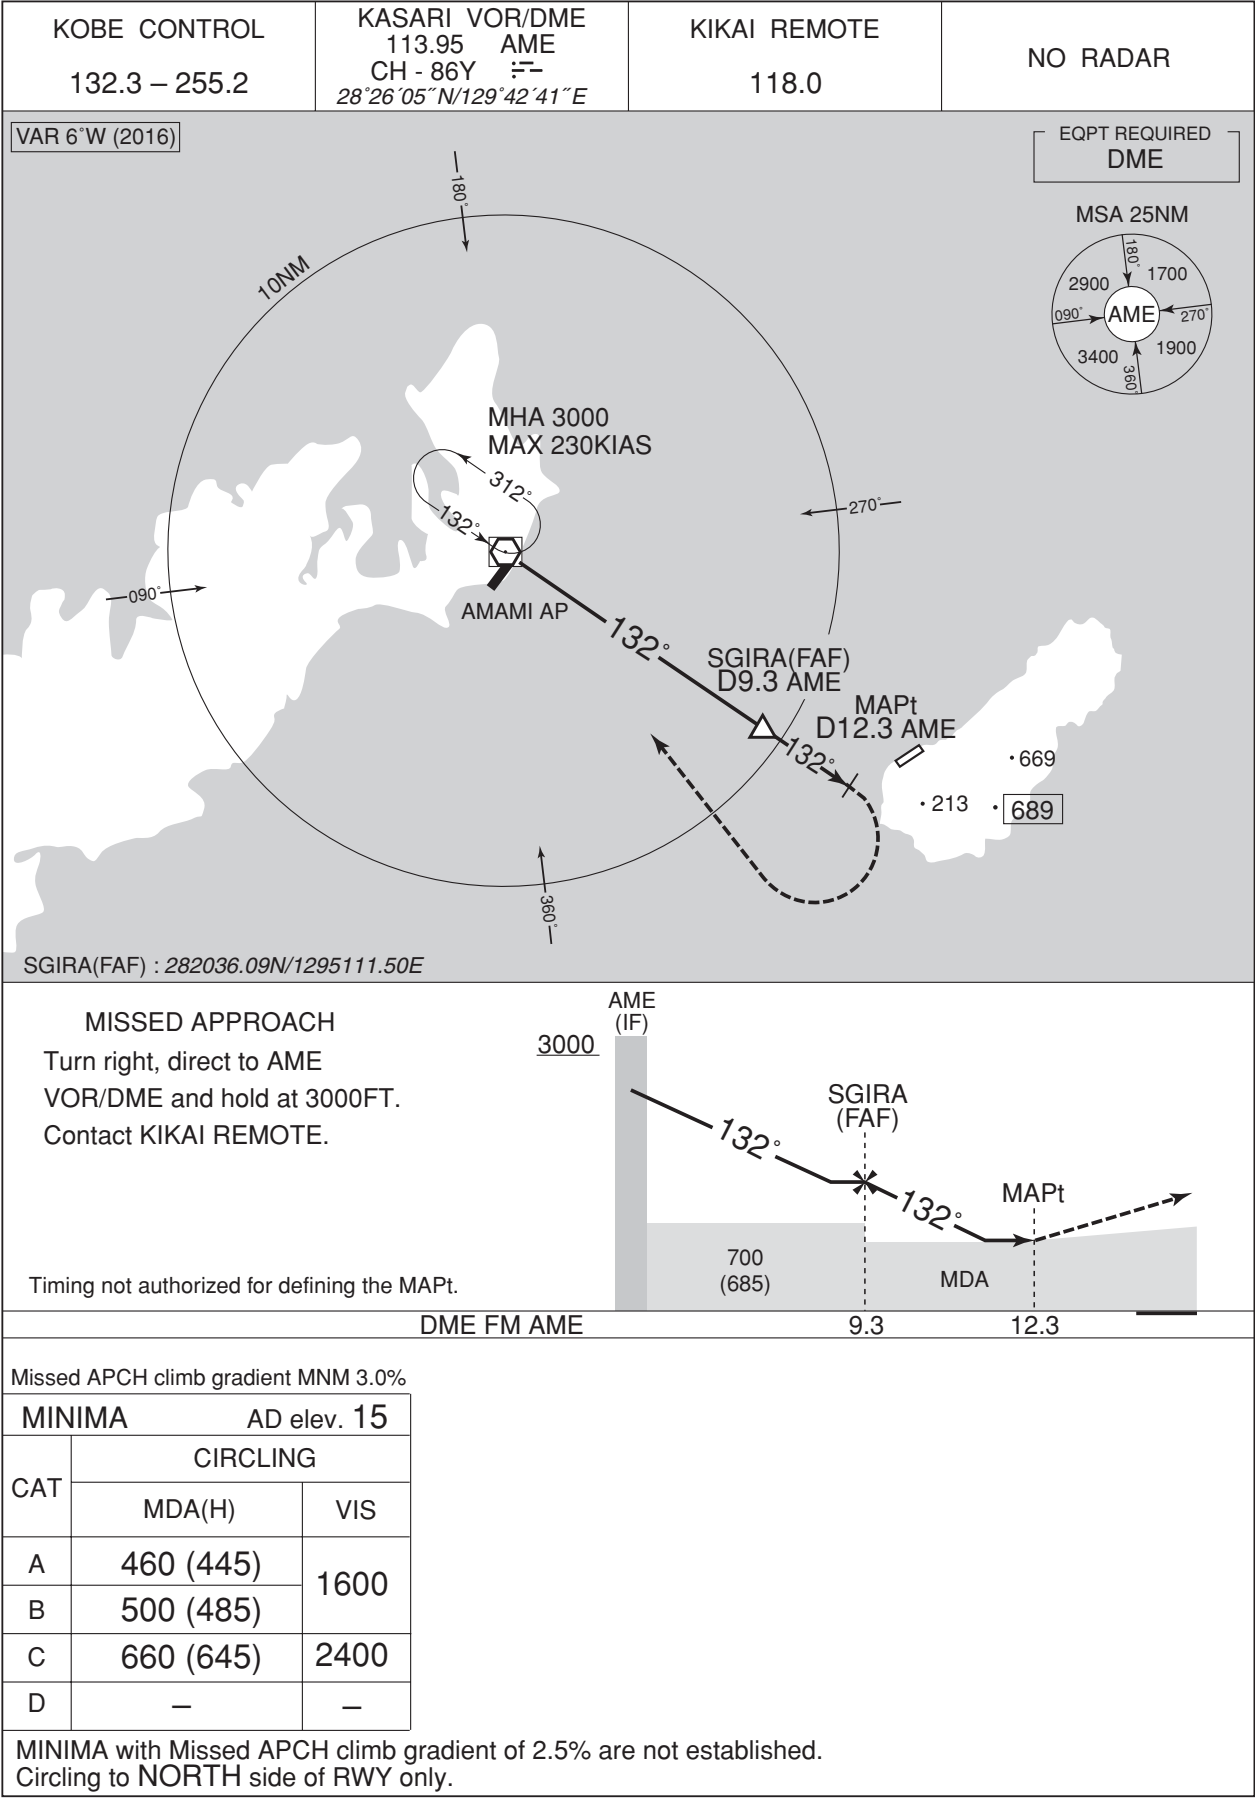 KOBE CONTROL
132.3 – 255.2
KASARI VOR/DME
113.95 AME
CH - 86Y
28°26´05˝N/129°42´41˝E
KIKAI REMOTE
118.0
NO RADAR
VAR 6°W (2016)
EQPT REQUIRED
DME
MSA 25NM
180°
2900
1700
090°
AME
270°
3400
1900
360°
180°
10NM
MHA 3000
MAX 230KIAS
312°
132°
270°
090°
AMAMI AP
132°
SGIRA(FAF)
D9.3 AME
MAPt
D12.3 AME
132°
669
213
689
360°
SGIRA(FAF) : 282036.09N/1295111.50E
MISSED APPROACH
Turn right, direct to AME
VOR/DME and hold at 3000FT.
Contact KIKAI REMOTE.
Timing not authorized for defining the MAPt.
AME
(IF)
3000
132°
SGIRA
(FAF)
132°
MAPt
700
(685)
MDA
DME FM AME 9.3 12.3
Missed APCH climb gradient MNM 3.0%
MINIMA AD elev. 15
CAT
CIRCLING
MDA(H) VIS
A 460 (445)
1600
B 500 (485)
C 660 (645) 2400
D – –
MINIMA with Missed APCH climb gradient of 2.5% are not established.
Circling to NORTH side of RWY only.